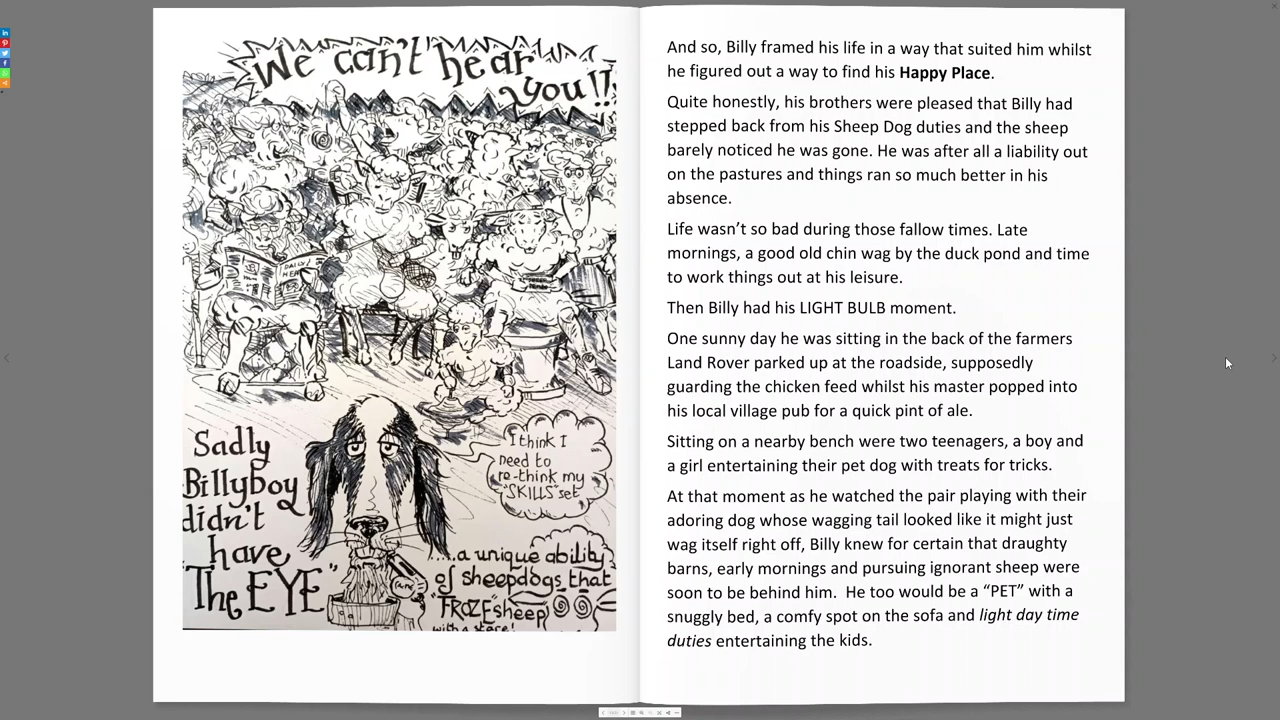 We can't hear
you!!
DAILY
Sadly
Billyboy
didn't
have
"The EYE"
I think I
need to
re-think my
"SKILLS" set
....a unique ability
of sheepdogs that
"FROZE" sheep
with a stare!
And so, Billy framed his life in a way that suited him whilst
he figured out a way to find his Happy Place.
Quite honestly, his brothers were pleased that Billy had
stepped back from his Sheep Dog duties and the sheep
barely noticed he was gone. He was after all a liability out
on the pastures and things ran so much better in his
absence.
Life wasn't so bad during those fallow times. Late
mornings, a good old chin wag by the duck pond and time
to work things out at his leisure.
Then Billy had his LIGHT BULB moment.
One sunny day he was sitting in the back of the farmers
Land Rover parked up at the roadside, supposedly
guarding the chicken feed whilst his master popped into
his local village pub for a quick pint of ale.
Sitting on a nearby bench were two teenagers, a boy and
a girl entertaining their pet dog with treats for tricks.
At that moment as he watched the pair playing with their
adoring dog whose wagging tail looked like it might just
wag itself right off, Billy knew for certain that draughty
barns, early mornings and pursuing ignorant sheep were
soon to be behind him.  He too would be a “PET” with a
snuggly bed, a comfy spot on the sofa and light day time
duties entertaining the kids.